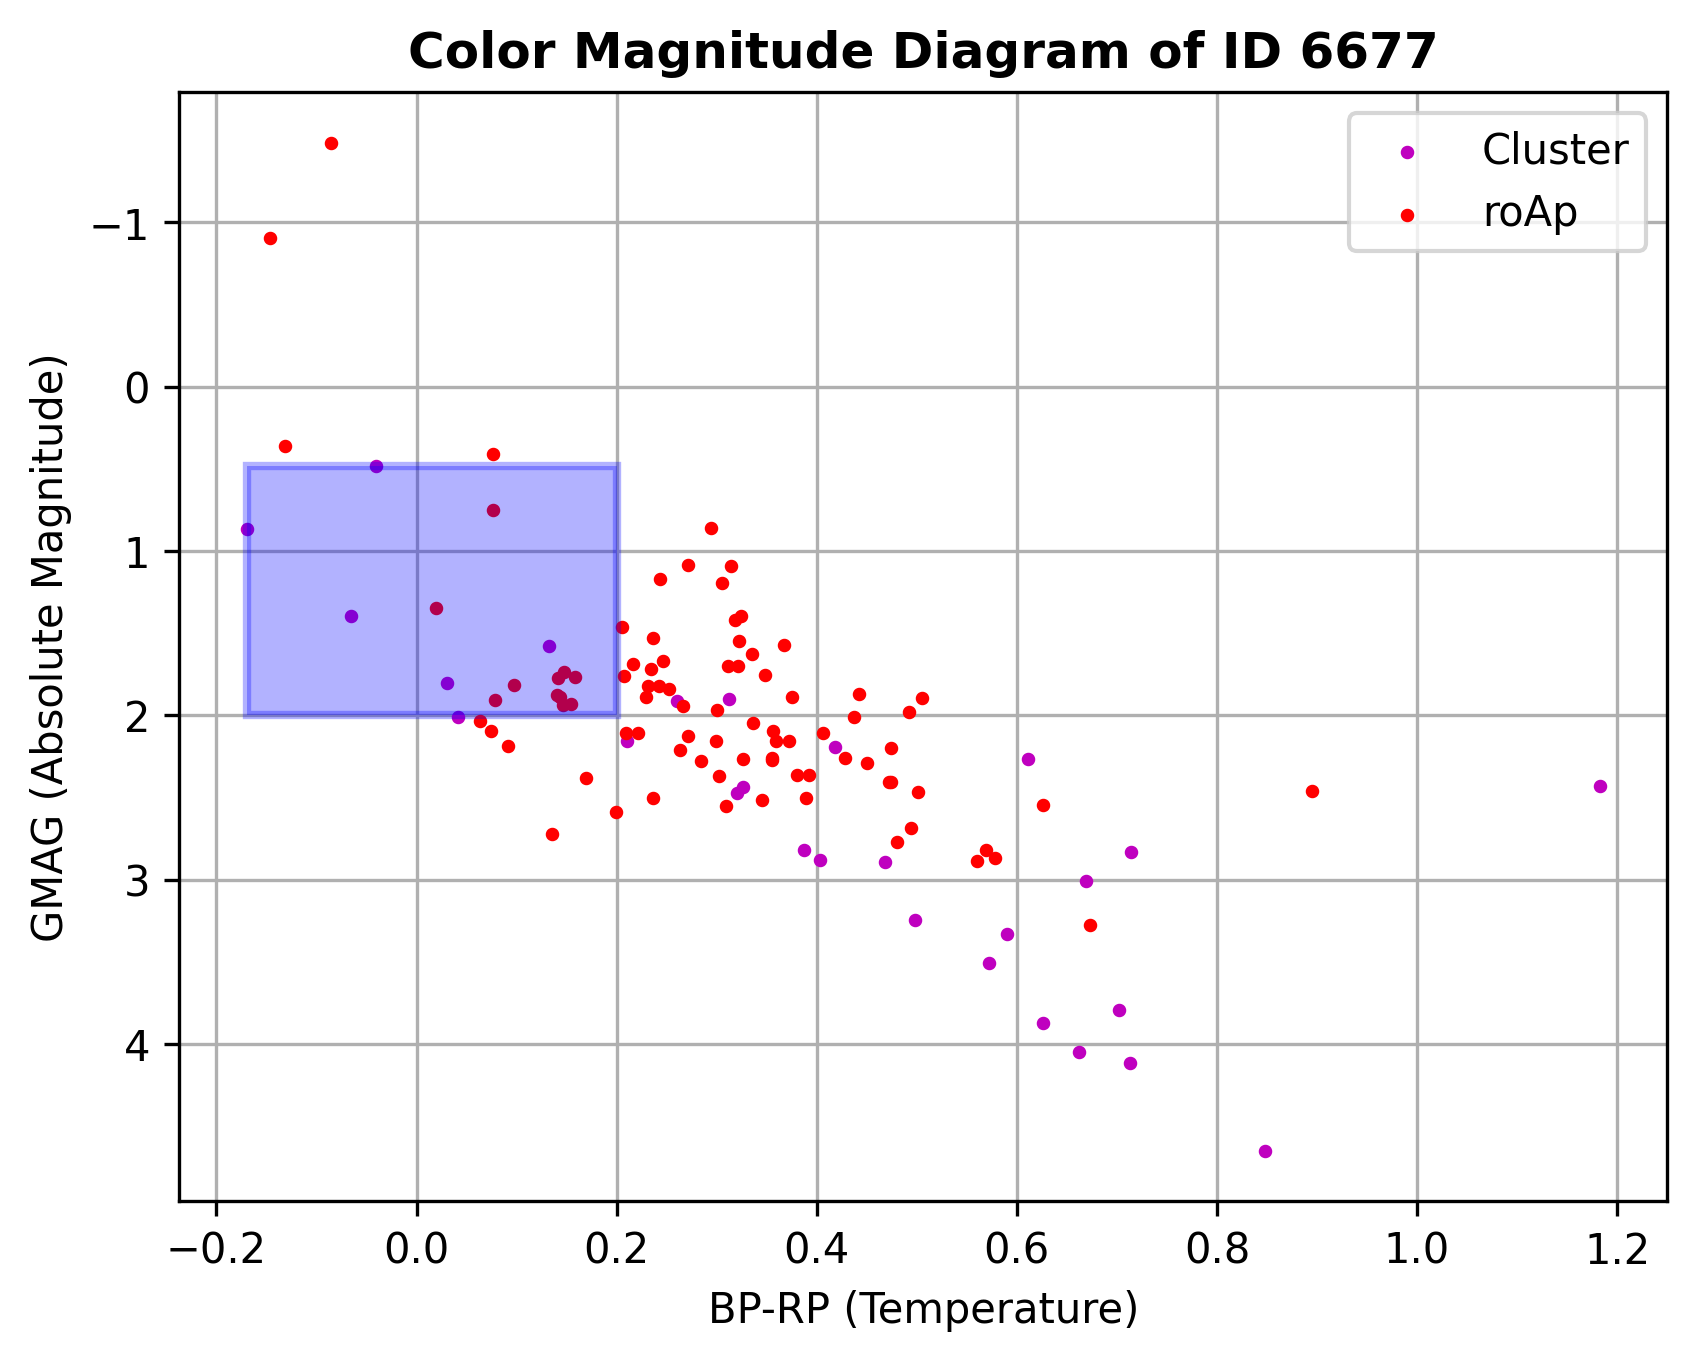 Color Magnitude Diagram of ID 6677
Cluster
roAp
−1
0
1
2
3
4
GMAG (Absolute Magnitude)
−0.2 0.0 0.2 0.4 0.6 0.8 1.0 1.2
BP-RP (Temperature)